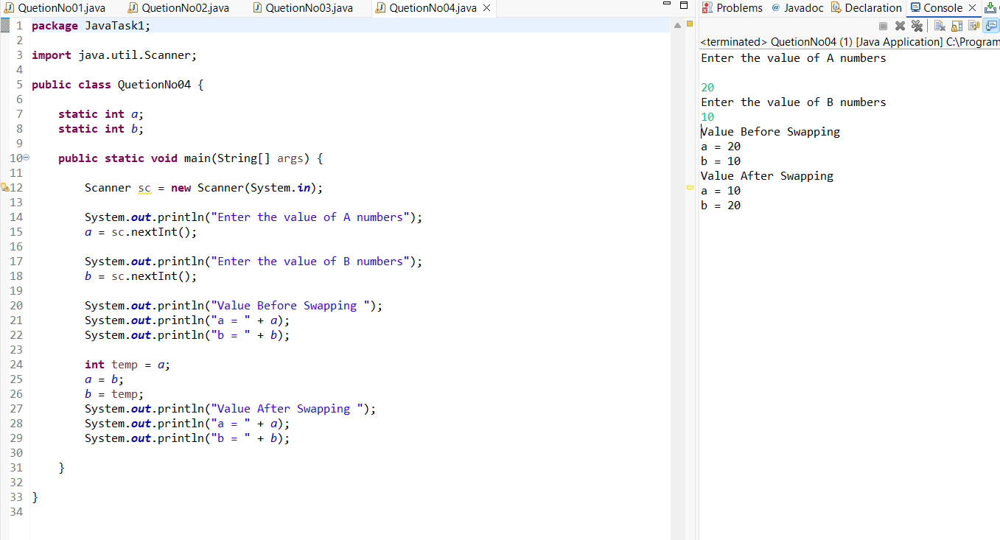 QuetionNo01.java QuetionNo02.java QuetionNo03.java QuetionNo04.java
1 package JavaTask1;
2
3 import java.util.Scanner;
4
5 public class QuetionNo04 {
6
7 static int a;
8 static int b;
9
10 public static void main(String[] args) {
11
12 Scanner sc = new Scanner(System.in);
13
14 System.out.println("Enter the value of A numbers");
15 a = sc.nextInt();
16
17 System.out.println("Enter the value of B numbers");
18 b = sc.nextInt();
19
20 System.out.println("Value Before Swapping ");
21 System.out.println("a = " + a);
22 System.out.println("b = " + b);
23
24 int temp = a;
25 a = b;
26 b = temp;
27 System.out.println("Value After Swapping ");
28 System.out.println("a = " + a);
29 System.out.println("b = " + b);
30
31 }
32
33 }
34
Problems @ Javadoc Declaration Console
<terminated> QuetionNo04 (1) [Java Application] C:\Program
Enter the value of A numbers
20
Enter the value of B numbers
10
Value Before Swapping
a = 20
b = 10
Value After Swapping
a = 10
b = 20